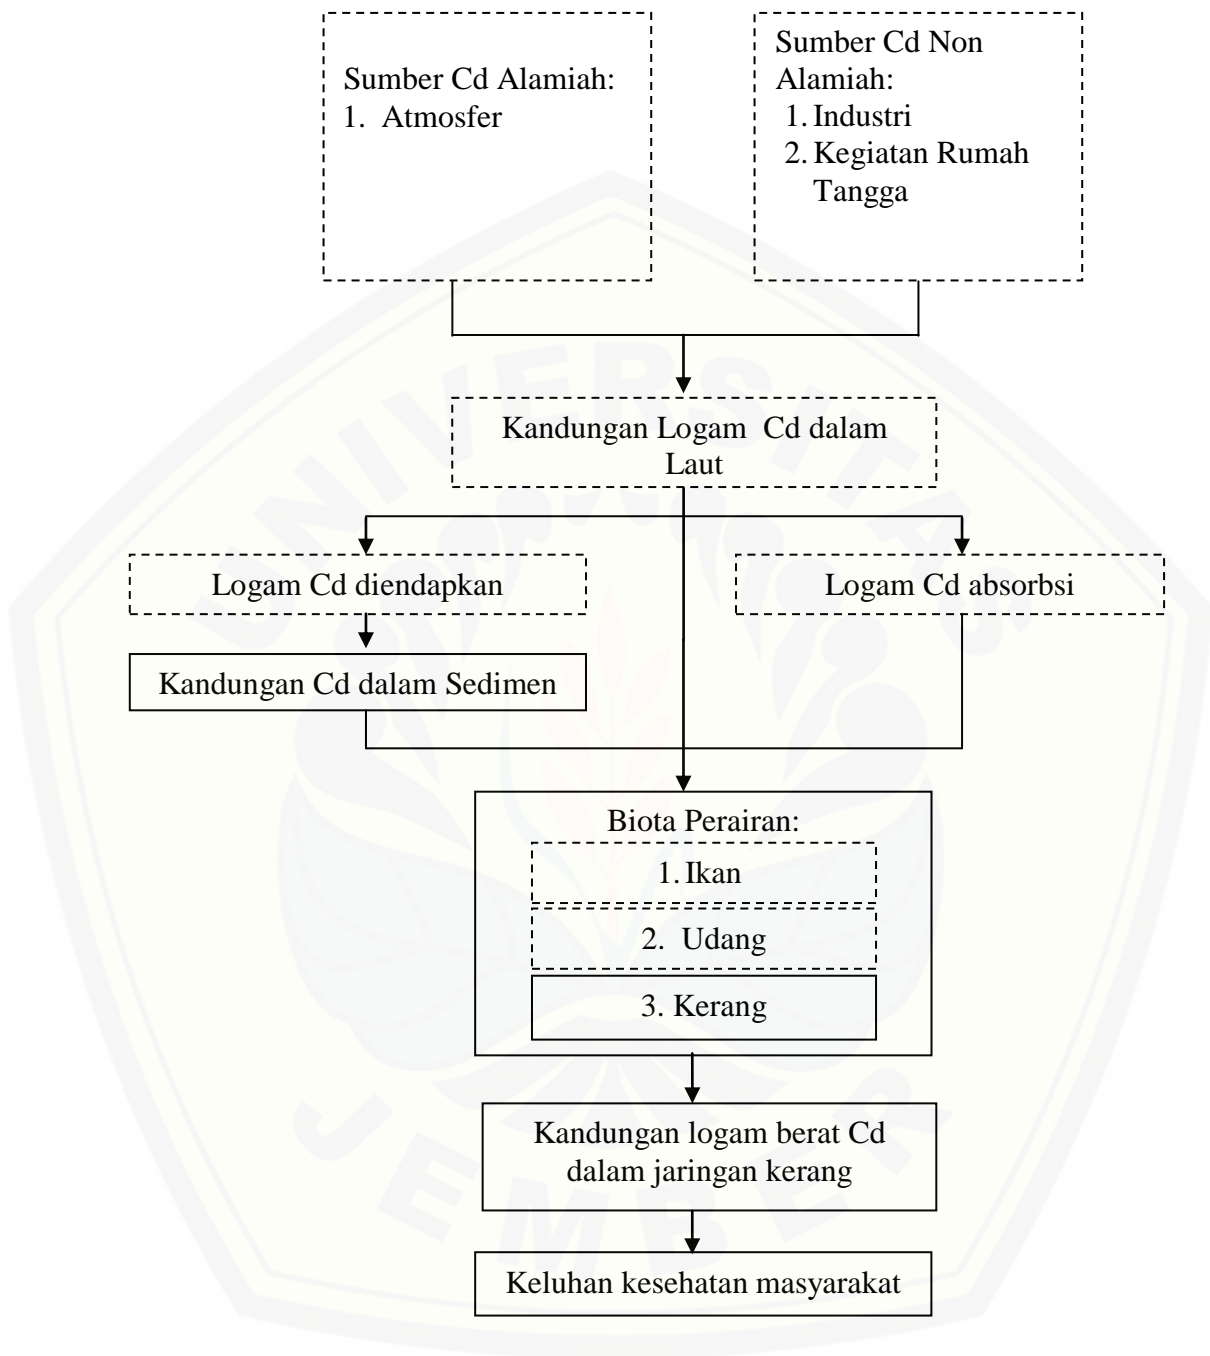 Sumber Cd Alamiah:
1. Atmosfer
Sumber Cd Non
Alamiah:
1. Industri
2. Kegiatan Rumah
Tangga
Kandungan Logam Cd dalam
Laut
Logam Cd diendapkan
Logam Cd absorbsi
Kandungan Cd dalam Sedimen
Biota Perairan:
1. Ikan
2. Udang
3. Kerang
Kandungan logam berat Cd
dalam jaringan kerang
Keluhan kesehatan masyarakat
UNIVERSITAS
JEMBER